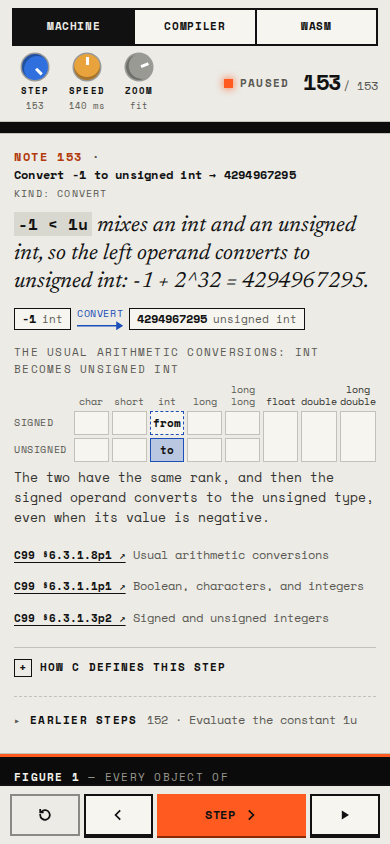 MACHINE COMPILER WASM
STEP SPEED ZOOM
153 140 ms fit
PAUSED 153 / 153
NOTE 153 ·
Convert -1 to unsigned int → 4294967295
KIND: CONVERT
-1 < 1u mixes an int and an unsigned
int, so the left operand converts to
unsigned int: -1 + 2^32 = 4294967295.
-1 int CONVERT 4294967295 unsigned int
THE USUAL ARITHMETIC CONVERSIONS: INT
BECOMES UNSIGNED INT
char short int long long long float double long double
SIGNED from
UNSIGNED to
The two have the same rank, and then the
signed operand converts to the unsigned type,
even when its value is negative.
C99 §6.3.1.8p1 ↗ Usual arithmetic conversions
C99 §6.3.1.1p1 ↗ Boolean, characters, and integers
C99 §6.3.1.3p2 ↗ Signed and unsigned integers
+ HOW C DEFINES THIS STEP
▸ EARLIER STEPS 152 · Evaluate the constant 1u
FIGURE 1 — EVERY OBJECT OF
STEP